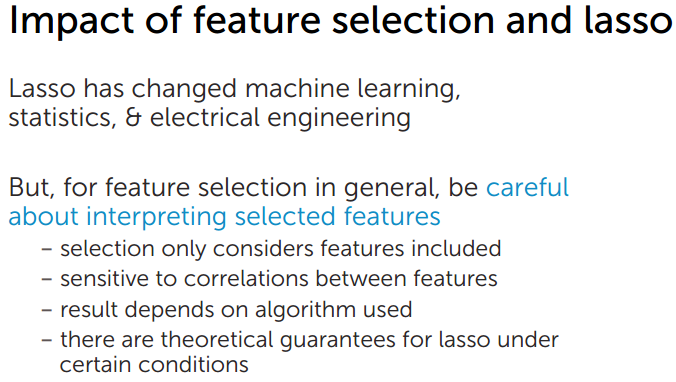 Impact of feature selection and lasso
Lasso has changed machine learning,
statistics, & electrical engineering
But, for feature selection in general, be careful
about interpreting selected features
– selection only considers features included
– sensitive to correlations between features
– result depends on algorithm used
– there are theoretical guarantees for lasso under
certain conditions